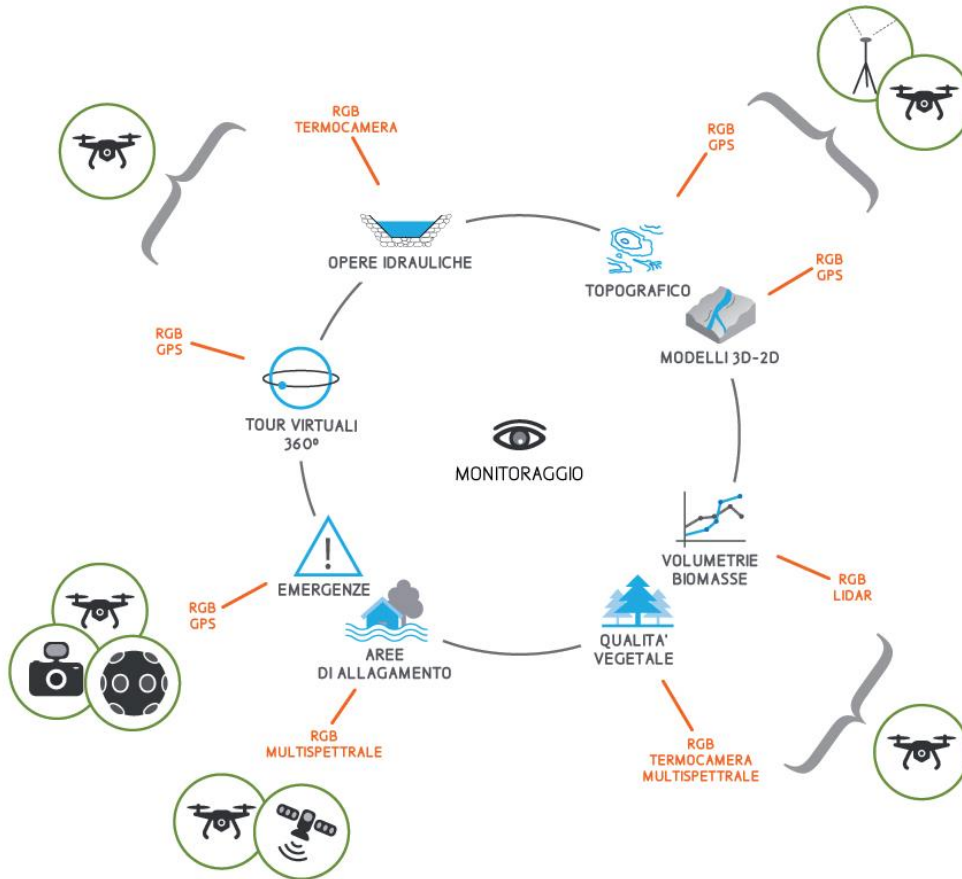 RGB
TERMOCAMERA
OPERE IDRAULICHE
RGB
GPS
TOPOGRAFICO
RGB
GPS
MODELLI 3D-2D
RGB
GPS
TOUR VIRTUALI
360°
MONITORAGGIO
VOLUMETRIE
BIOMASSE
RGB
LIDAR
EMERGENZE
RGB
GPS
AREE
DI ALLAGAMENTO
RGB
MULTISPETTRALE
QUALITA'
VEGETALE
RGB
TERMOCAMERA
MULTISPETTRALE